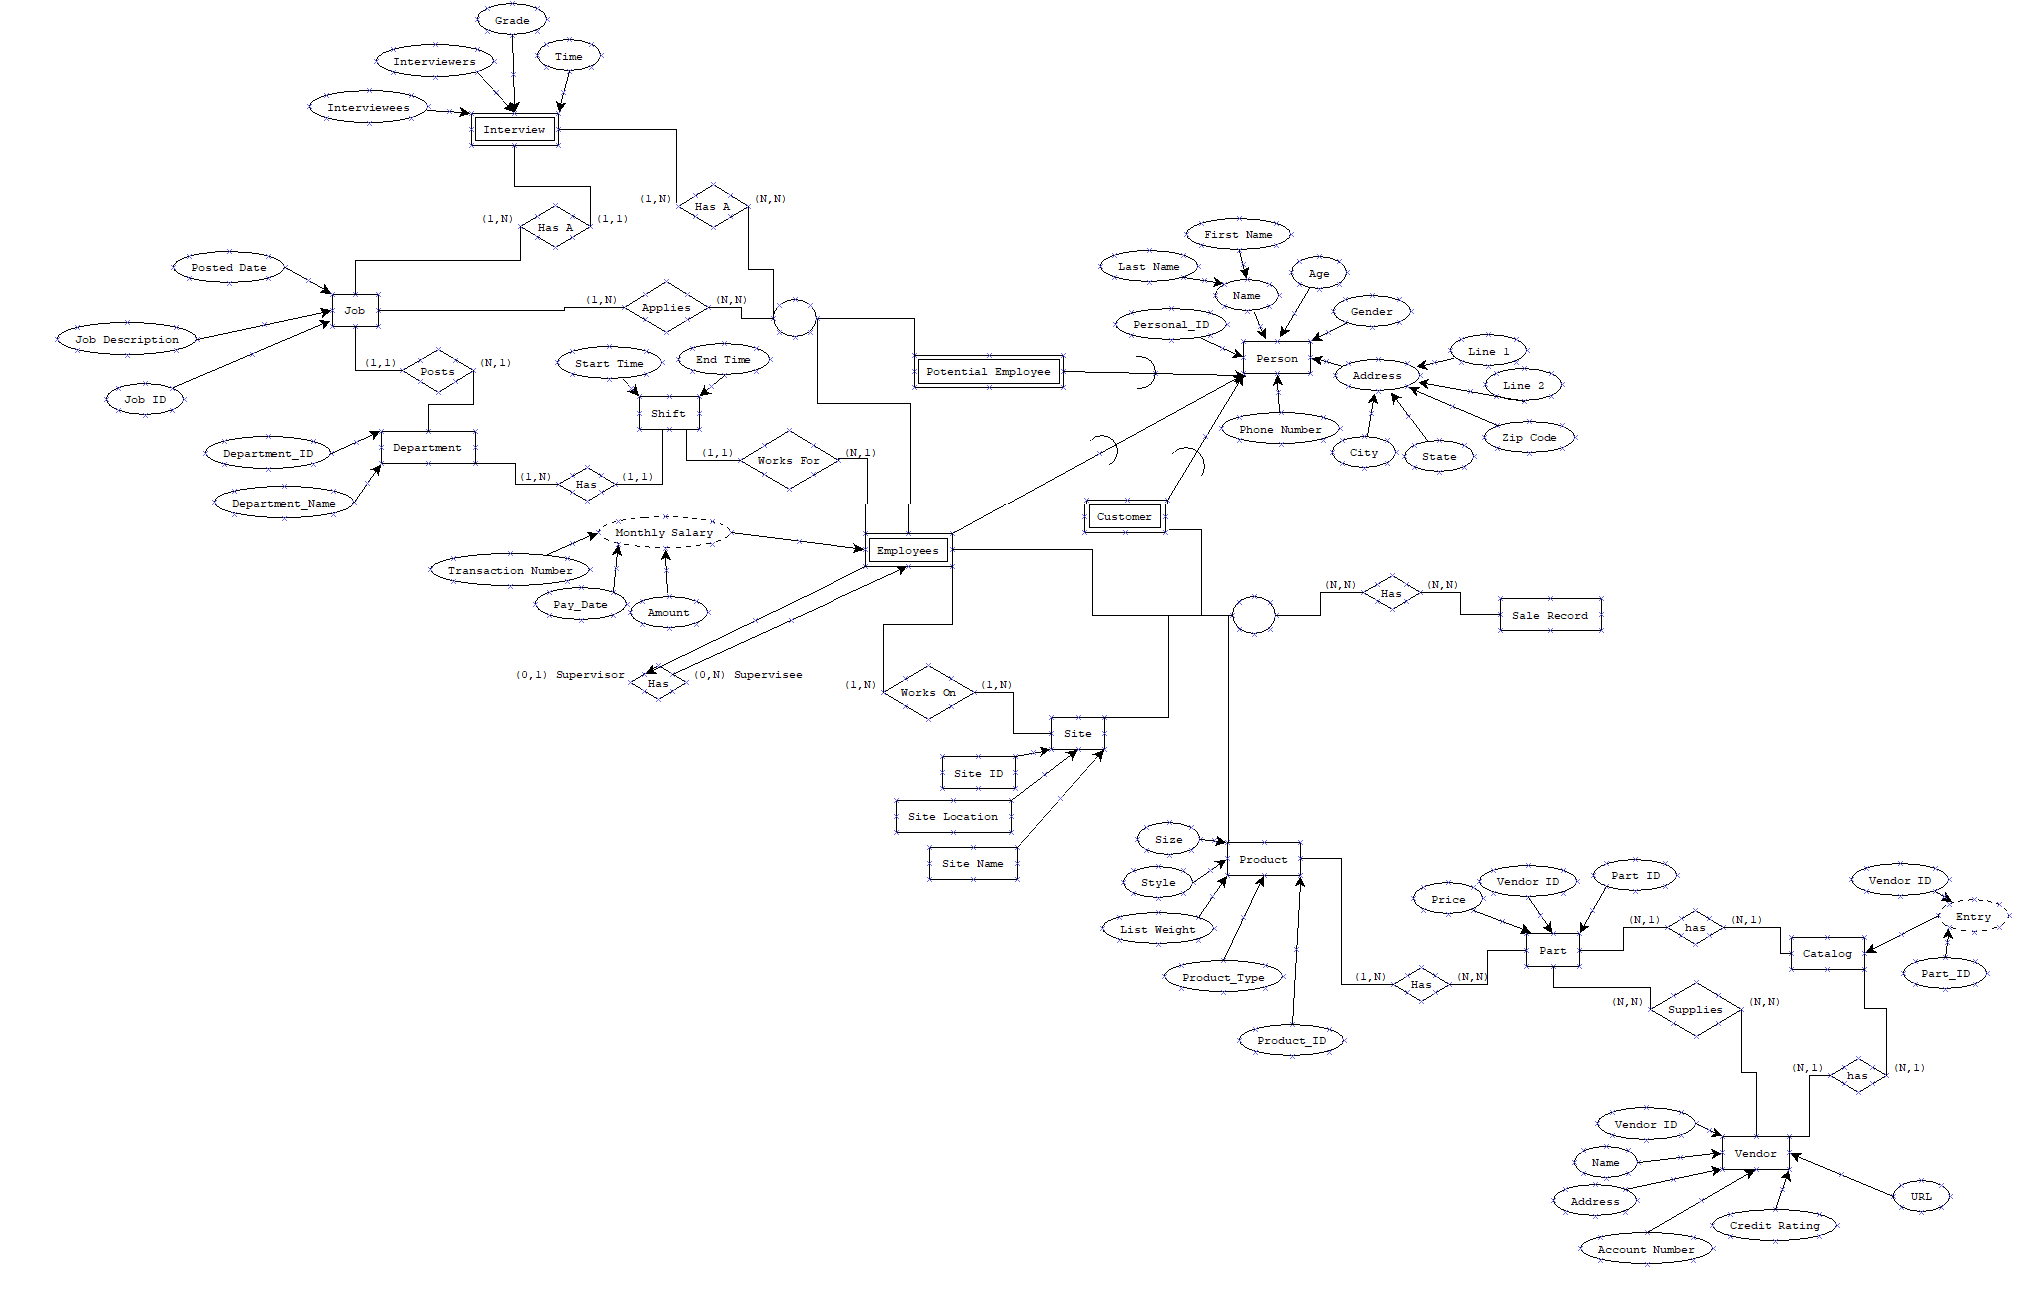 Grade
Interviewers
Time
Interviewees
Interview
(1,N)
Has A
(N,N)
(1,N)
Has A
(1,1)
Posted Date
Job
Job Description
Job ID
(1,N)
Applies
(N,N)
(1,1)
Posts
(N,1)
Start Time
End Time
Shift
Department_ID
Department
Department_Name
(1,N)
Has
(1,1)
(1,1)
Works For
(N,1)
Potential Employee
First Name
Last Name
Name
Age
Gender
Personal_ID
Person
Address
Line 1
Line 2
Zip Code
State
City
Phone Number
Customer
Monthly Salary
Transaction Number
Pay_Date
Amount
Employees
(0,1) Supervisor
Has
(0,N) Supervisee
(1,N)
Works On
(1,N)
(N,N)
Has
(N,N)
Sale Record
Site
Site ID
Site Location
Site Name
Size
Style
List Weight
Product_Type
Product_ID
Product
(1,N)
Has
(N,N)
Price
Vendor ID
Part ID
Part
(N,1)
has
(N,1)
Catalog
Vendor ID
Entry
Part_ID
(N,N)
Supplies
(N,N)
(N,1)
has
(N,1)
Vendor ID
Name
Address
Account Number
Credit Rating
URL
Vendor